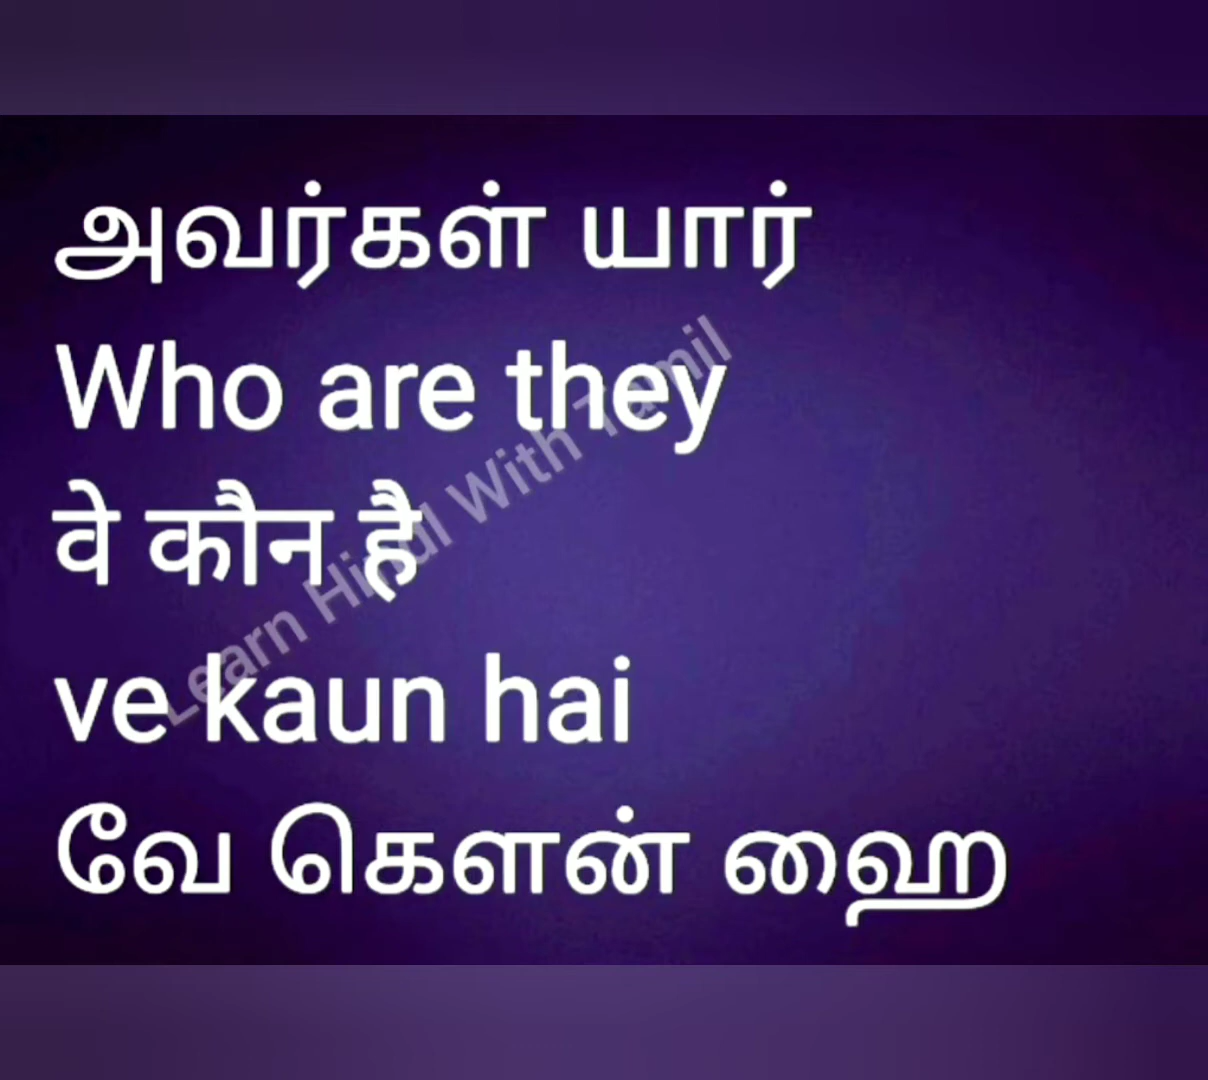 அவர்கள் யார்
Who are they
वे कौन है
ve kaun hai
வே கௌன் ஹை
Learn Hindi With Tamil